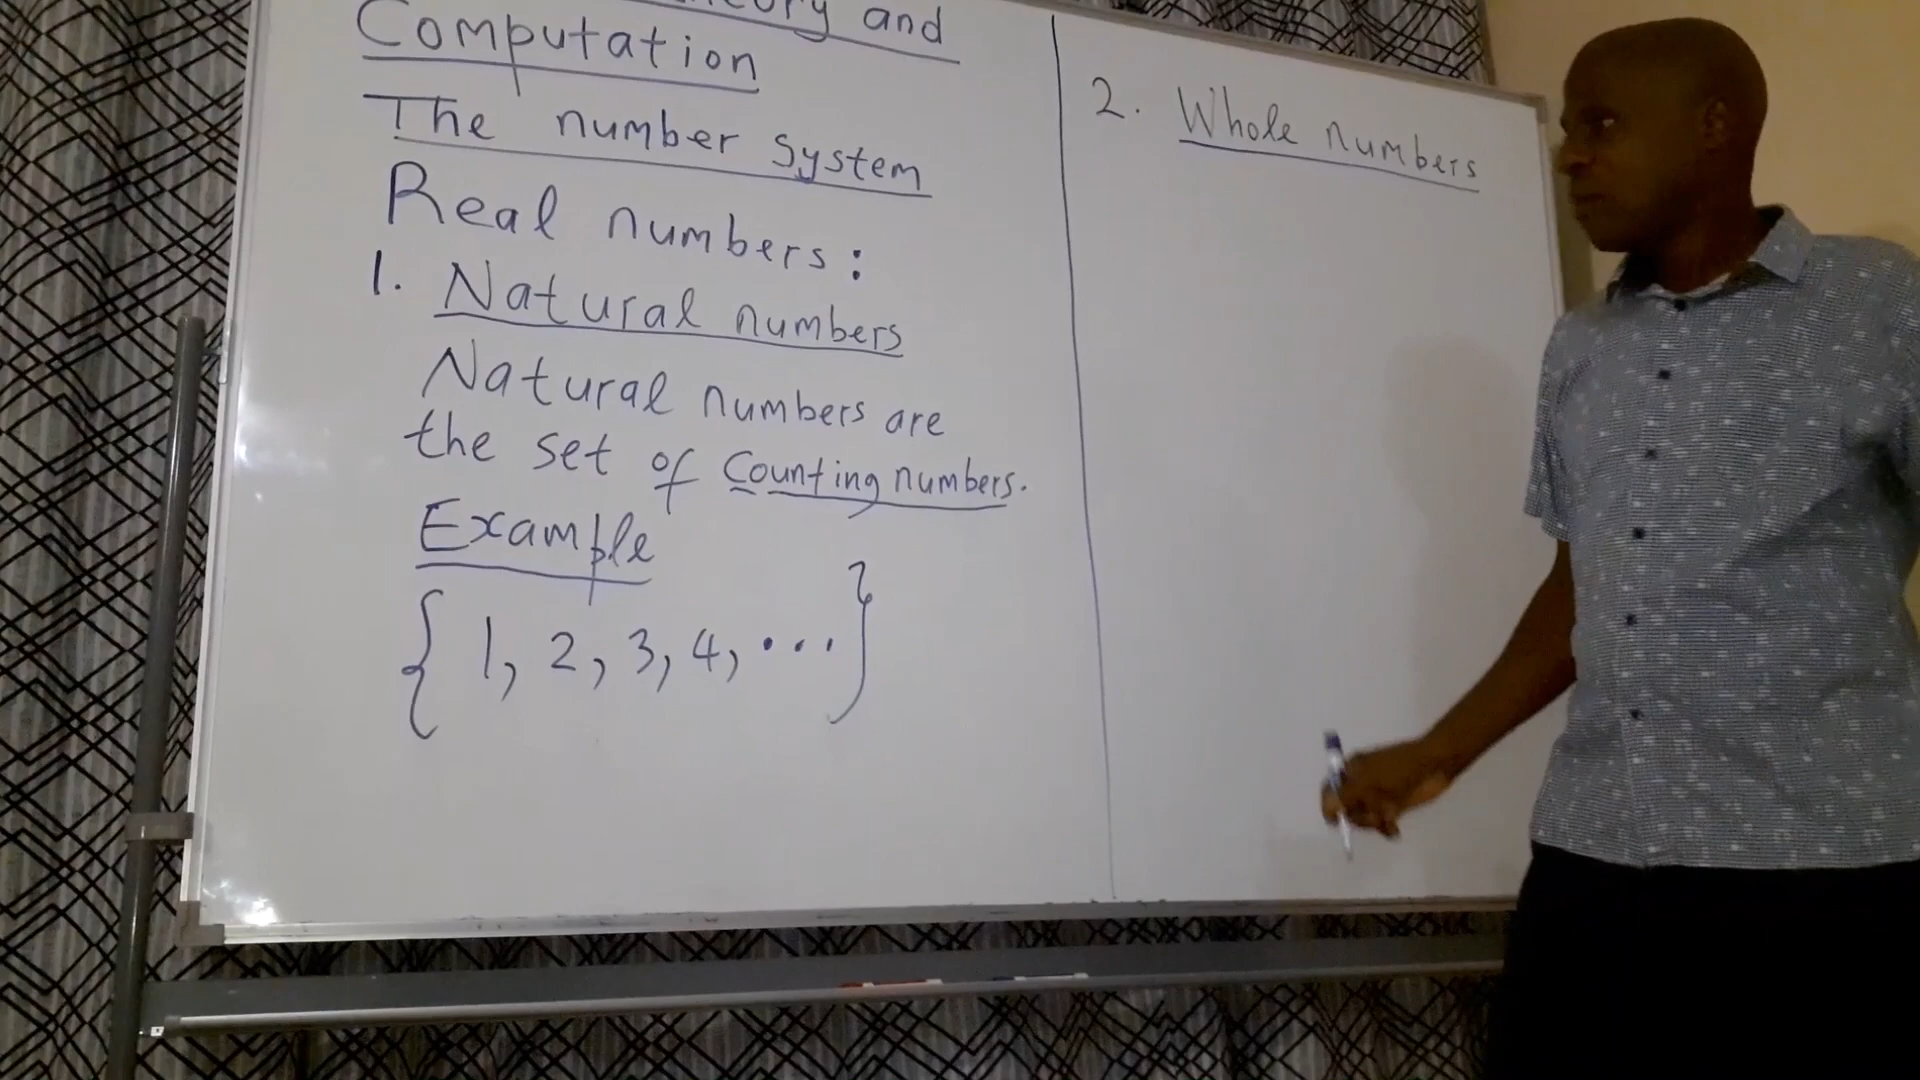 and
Computation
The number System
Real numbers:
1. Natural numbers
Natural numbers are
the set of Counting numbers.
Example
{ 1, 2, 3, 4, ... }
2. Whole numbers